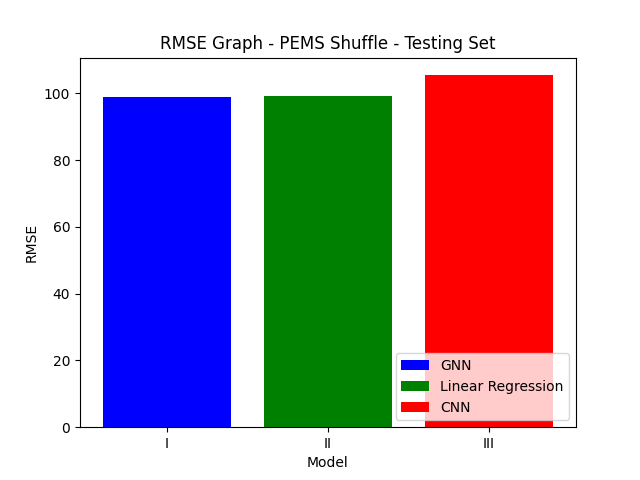 RMSE Graph - PEMS Shuffle - Testing Set
100
80
60
40
20
0
RMSE
GNN
Linear Regression
CNN
I
II
III
Model